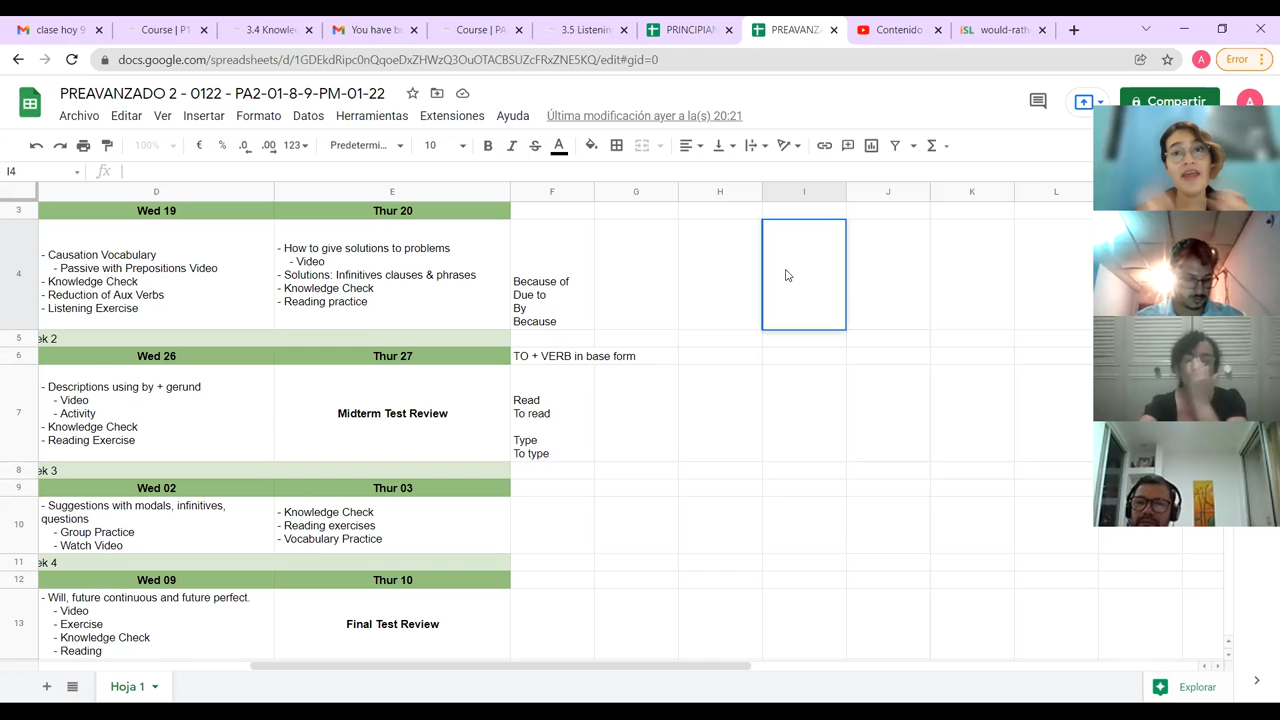 clase hoy 9
Course | P1
3.4 Knowle
You have b
Course | PA
3.5 Listenin
PRINCIPIAN
PREAVANZ
Contenido
iSL would-rath
docs.google.com/spreadsheets/d/1GDEkdRipc0nQqoeDxZHWzQ3OuOTACB_UZcFRx_ZNF5KQ/edit#gid=0
A
Error
PREAVANZADO 2 - 0122 - PA2-01-8-9-PM-01-22
Compartir
A
Archivo Editar Ver Insertar Formato Datos Herramientas Extensiones Ayuda Última modificación ayer a la(s) 20:21
100% € % .0 .00 123 Predetermi... 10 B I S A
I4 fx
D E F G H I J K L
3 Wed 19 Thur 20
4
- Causation Vocabulary
- Passive with Prepositions Video
- Knowledge Check
- Reduction of Aux Verbs
- Listening Exercise
- How to give solutions to problems
- Video
- Solutions: Infinitives clauses & phrases
- Knowledge Check
- Reading practice
Because of
Due to
By
Because
5 ek 2
6 Wed 26 Thur 27 TO + VERB in base form
7
- Descriptions using by + gerund
- Video
- Activity
- Knowledge Check
- Reading Exercise
Midterm Test Review
Read
To read
Type
To type
8 ek 3
9 Wed 02 Thur 03
10
- Suggestions with modals, infinitives,
questions
- Group Practice
- Watch Video
- Knowledge Check
- Reading exercises
- Vocabulary Practice
11 ek 4
12 Wed 09 Thur 10
13
- Will, future continuous and future perfect.
- Video
- Exercise
- Knowledge Check
- Reading
Final Test Review
Hoja 1
Explorar